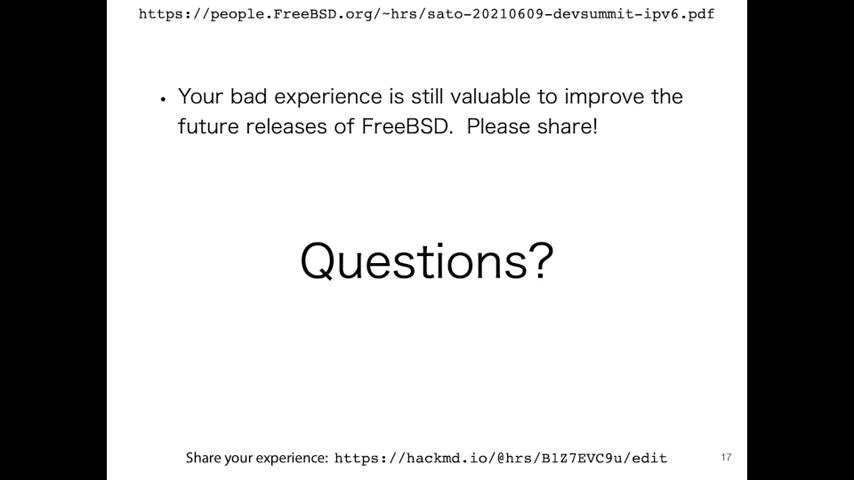 https://people.FreeBSD.org/~hrs/sato-20210609-devsummit-ipv6.pdf
• Your bad experience is still valuable to improve the
future releases of FreeBSD. Please share!
Questions?
Share your experience: https://hackmd.io/@hrs/B1Z7EVC9u/edit
17